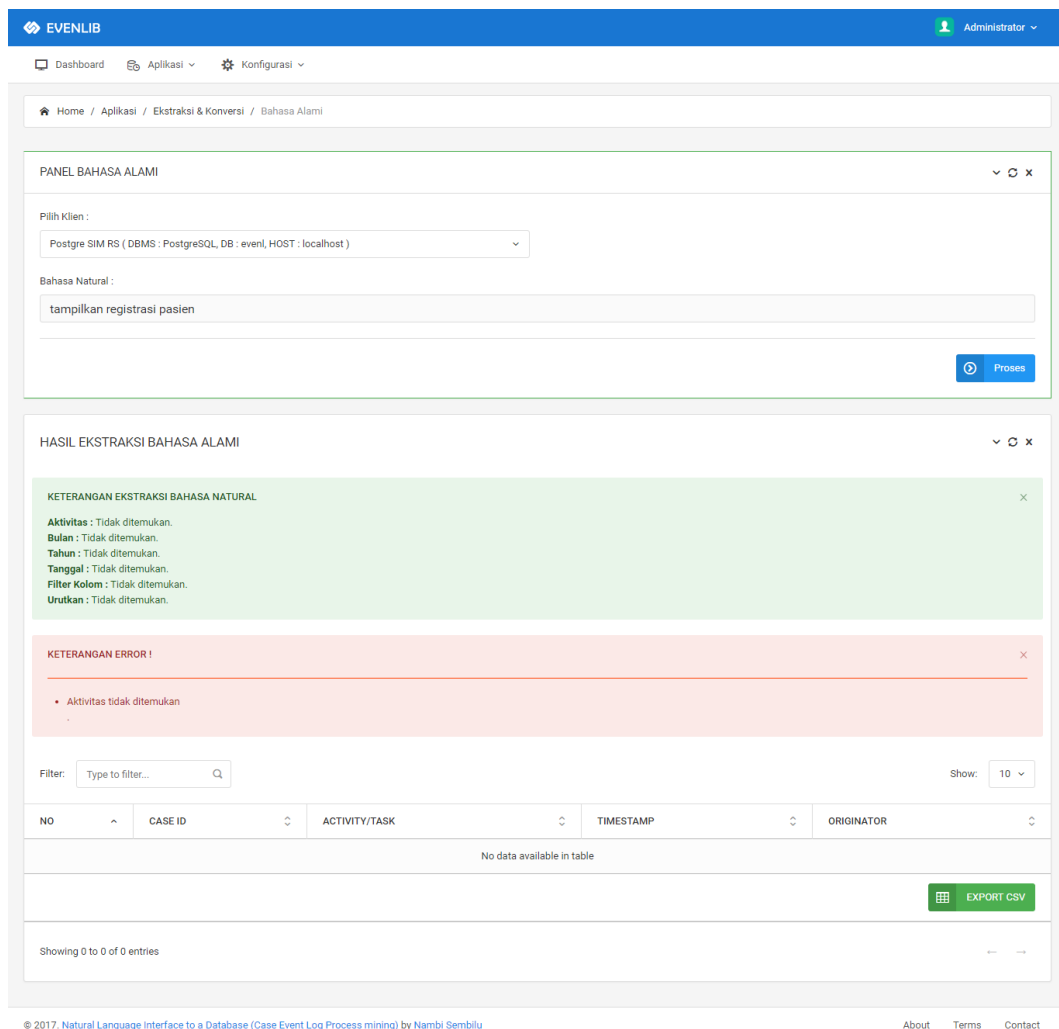 EVENLIB
Administrator
Dashboard Aplikasi Konfigurasi
Home / Aplikasi / Ekstraksi & Konversi / Bahasa Alami
PANEL BAHASA ALAMI
Pilih Klien :
Postgre SIM RS ( DBMS : PostgreSQL, DB : evenl, HOST : localhost )
Bahasa Natural :
tampilkan registrasi pasien
Proses
HASIL EKSTRAKSI BAHASA ALAMI
KETERANGAN EKSTRAKSI BAHASA NATURAL
Aktivitas : Tidak ditemukan.
Bulan : Tidak ditemukan.
Tahun : Tidak ditemukan.
Tanggal : Tidak ditemukan.
Filter Kolom : Tidak ditemukan.
Urutkan : Tidak ditemukan.
KETERANGAN ERROR !
• Aktivitas tidak ditemukan
.
Filter: Type to filter... Show: 10
NO CASE ID ACTIVITY/TASK TIMESTAMP ORIGINATOR
No data available in table
EXPORT CSV
Showing 0 to 0 of 0 entries ← →
© 2017. Natural Language Interface to a Database (Case Event Log Process mining) by Nambi Sembilu About Terms Contact